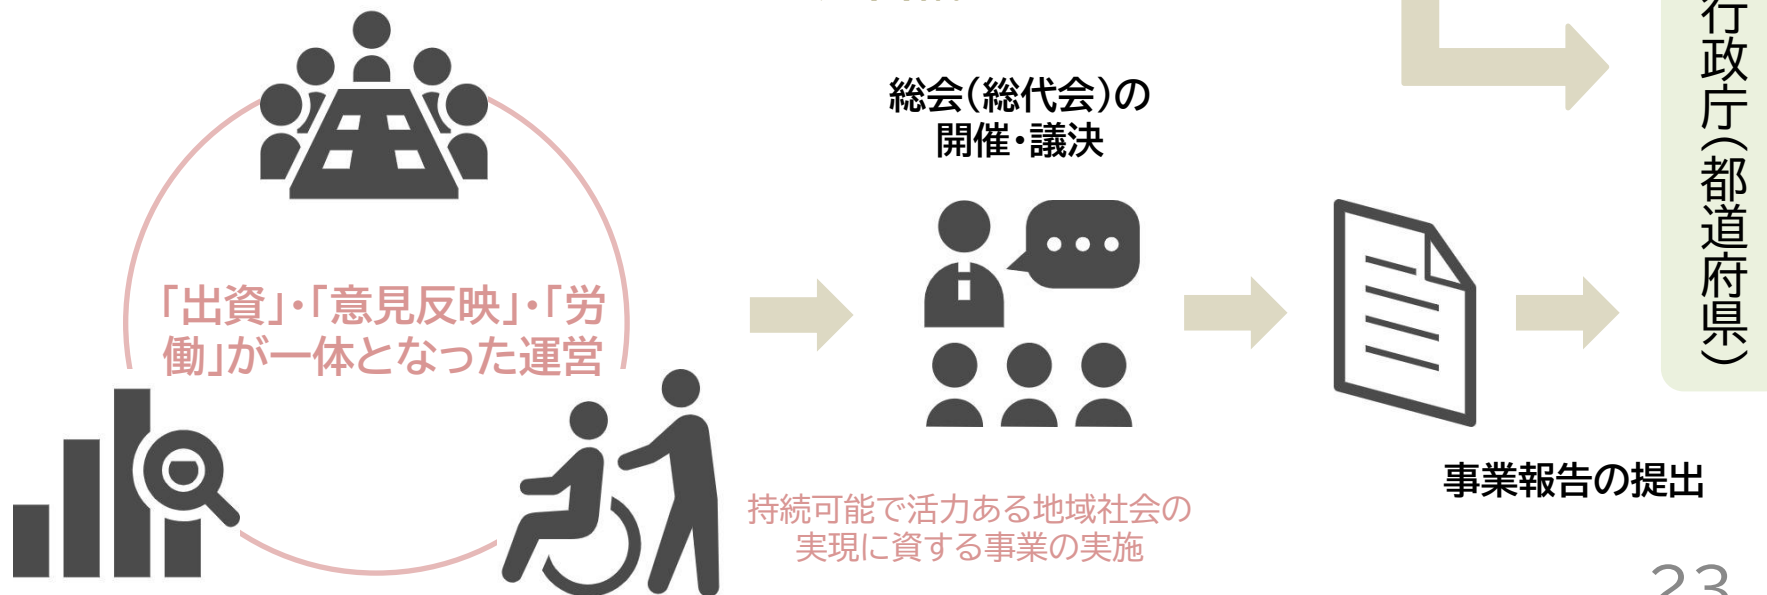 総会(総代会)の
開催・議決
行政庁(都道府県)
「出資」・「意見反映」・「労
働」が一体となった運営
事業報告の提出
持続可能で活力ある地域社会の
実現に資する事業の実施
23